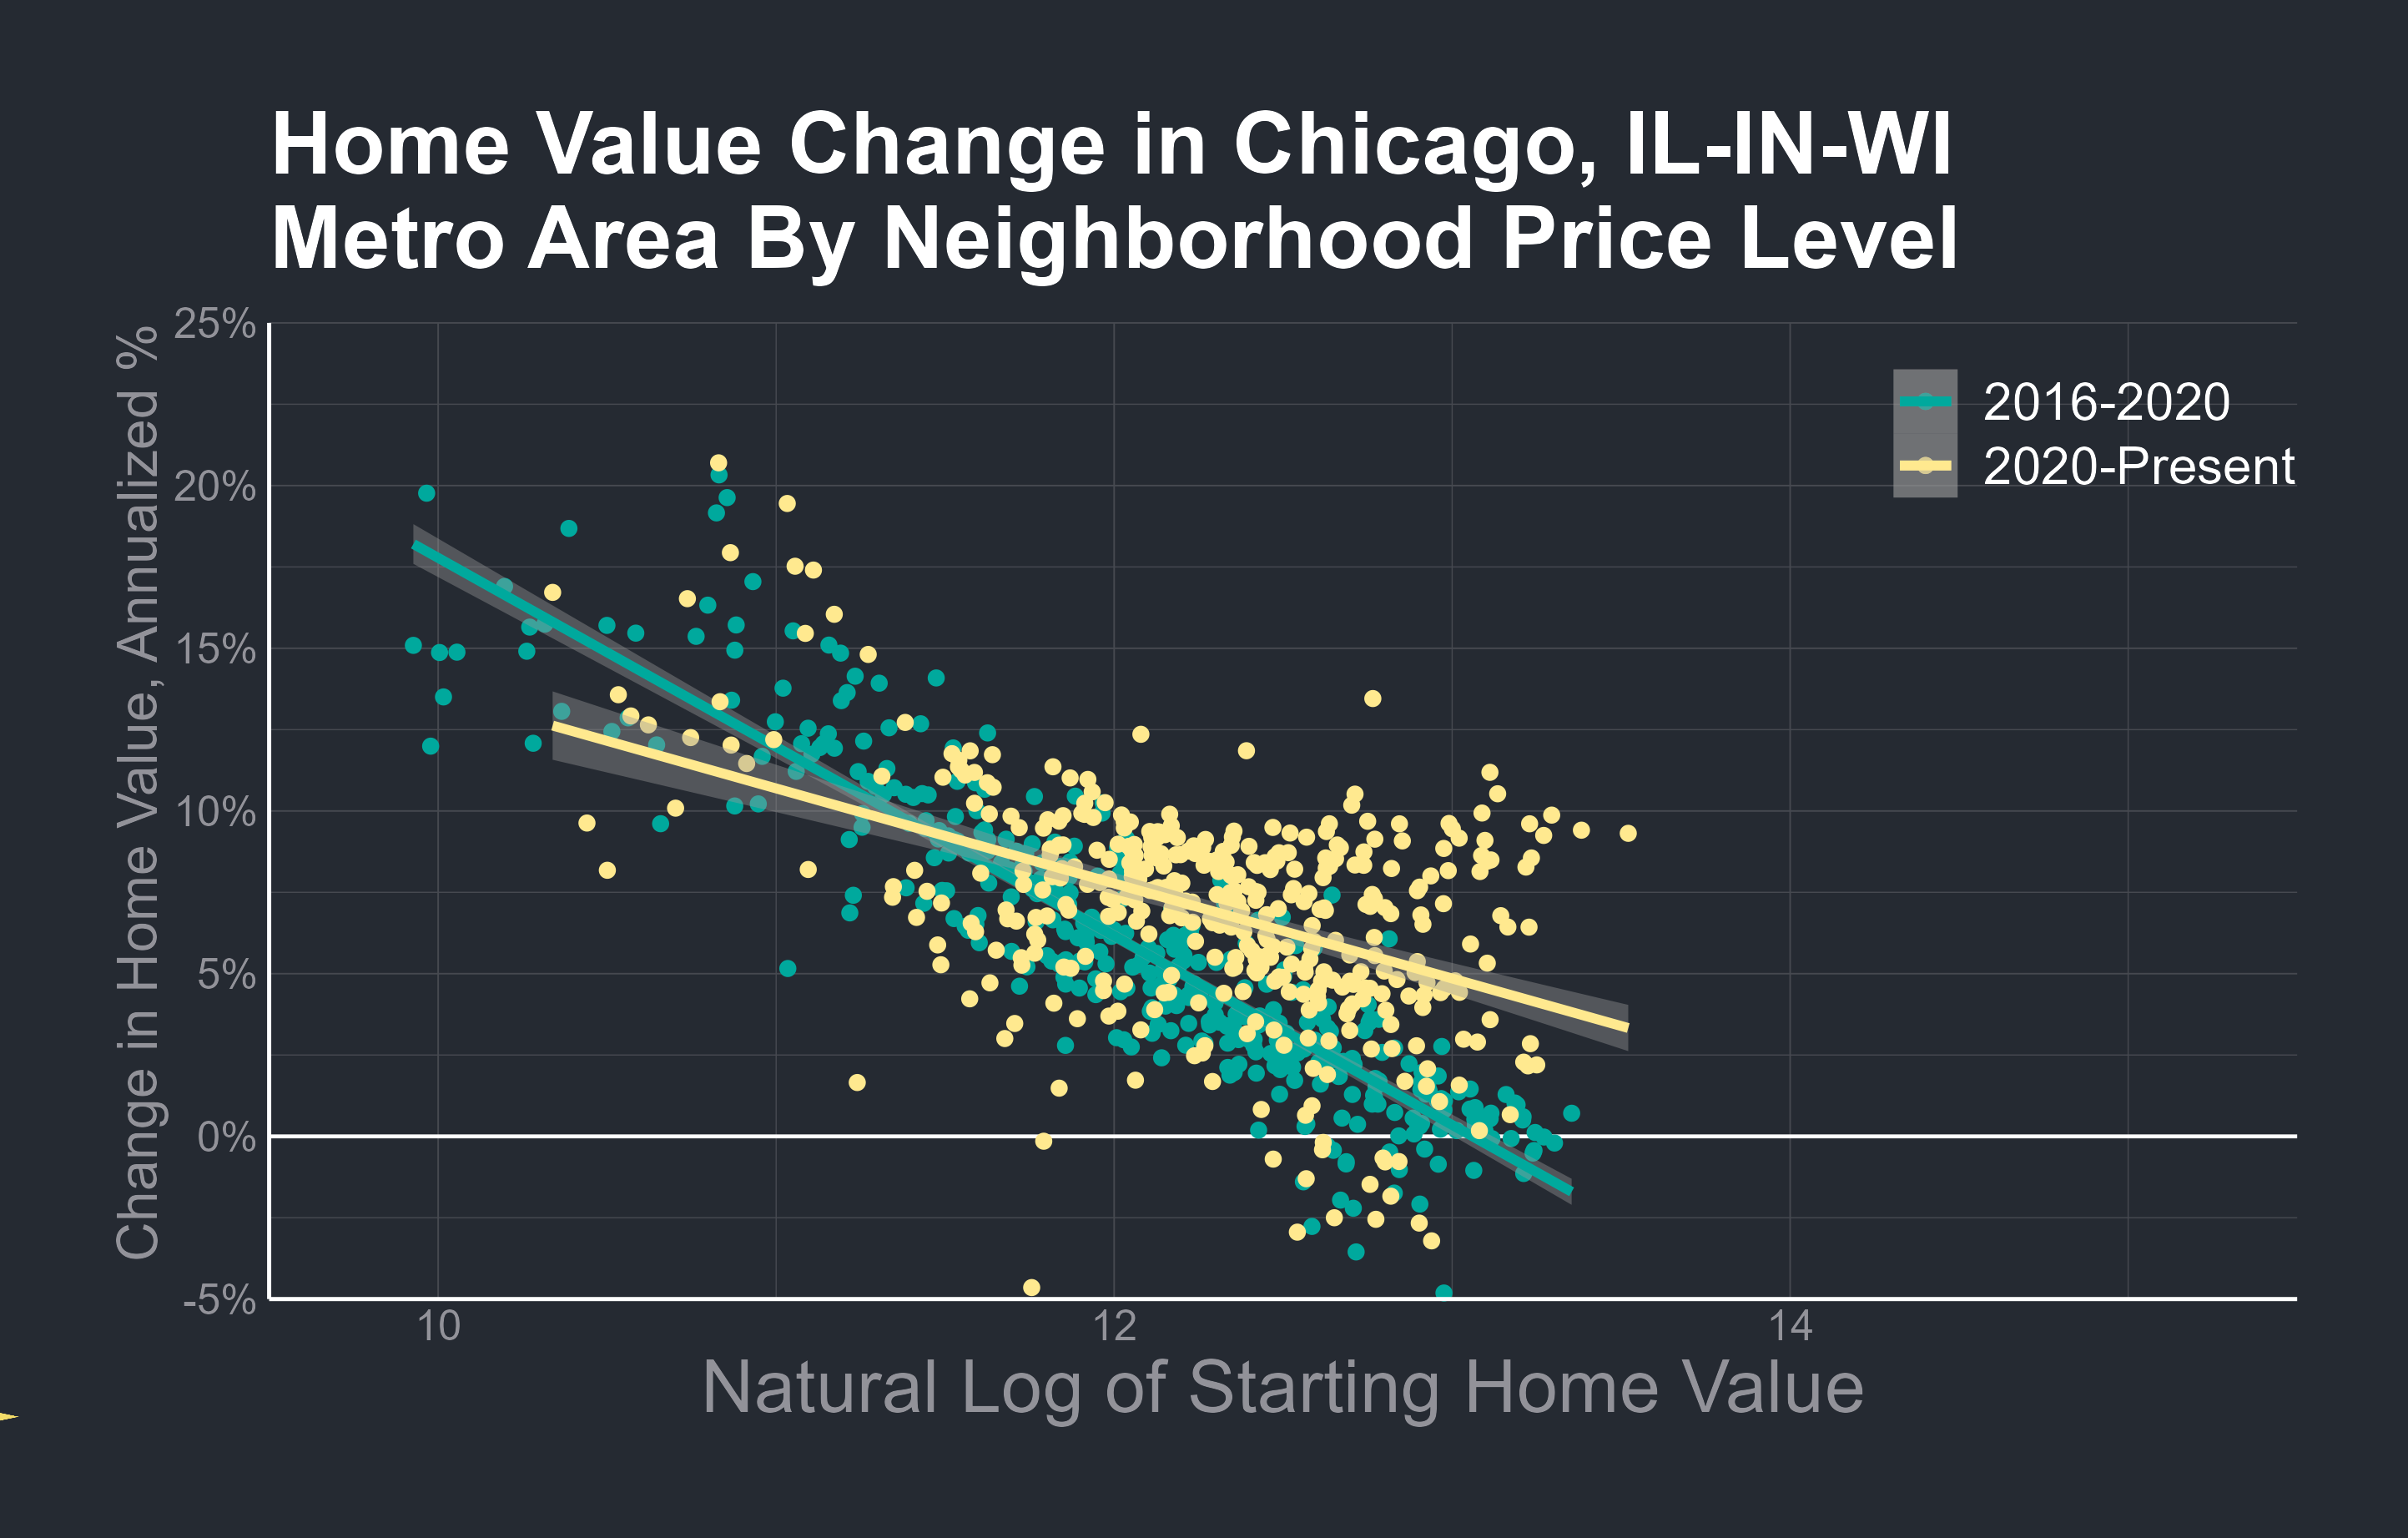 Home Value Change in Chicago, IL-IN-WI
Metro Area By Neighborhood Price Level
Change in Home Value, Annualized %
25%
20%
15%
10%
5%
0%
-5%
2016-2020
2020-Present
10
12
14
Natural Log of Starting Home Value